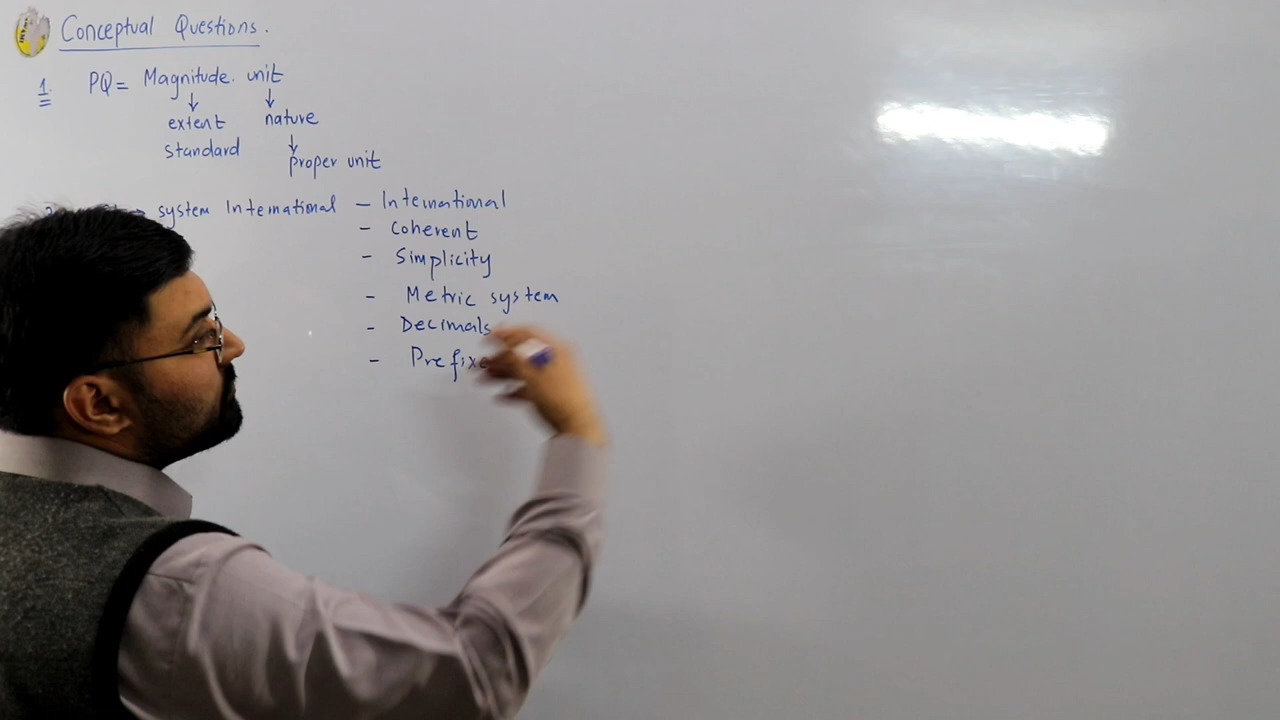 Conceptual Questions.
1. PQ = Magnitude. unit
extent nature
standard
proper unit
system International – International
- Coherent
- Simplicity
- Metric system
- Decimals
- Prefixe